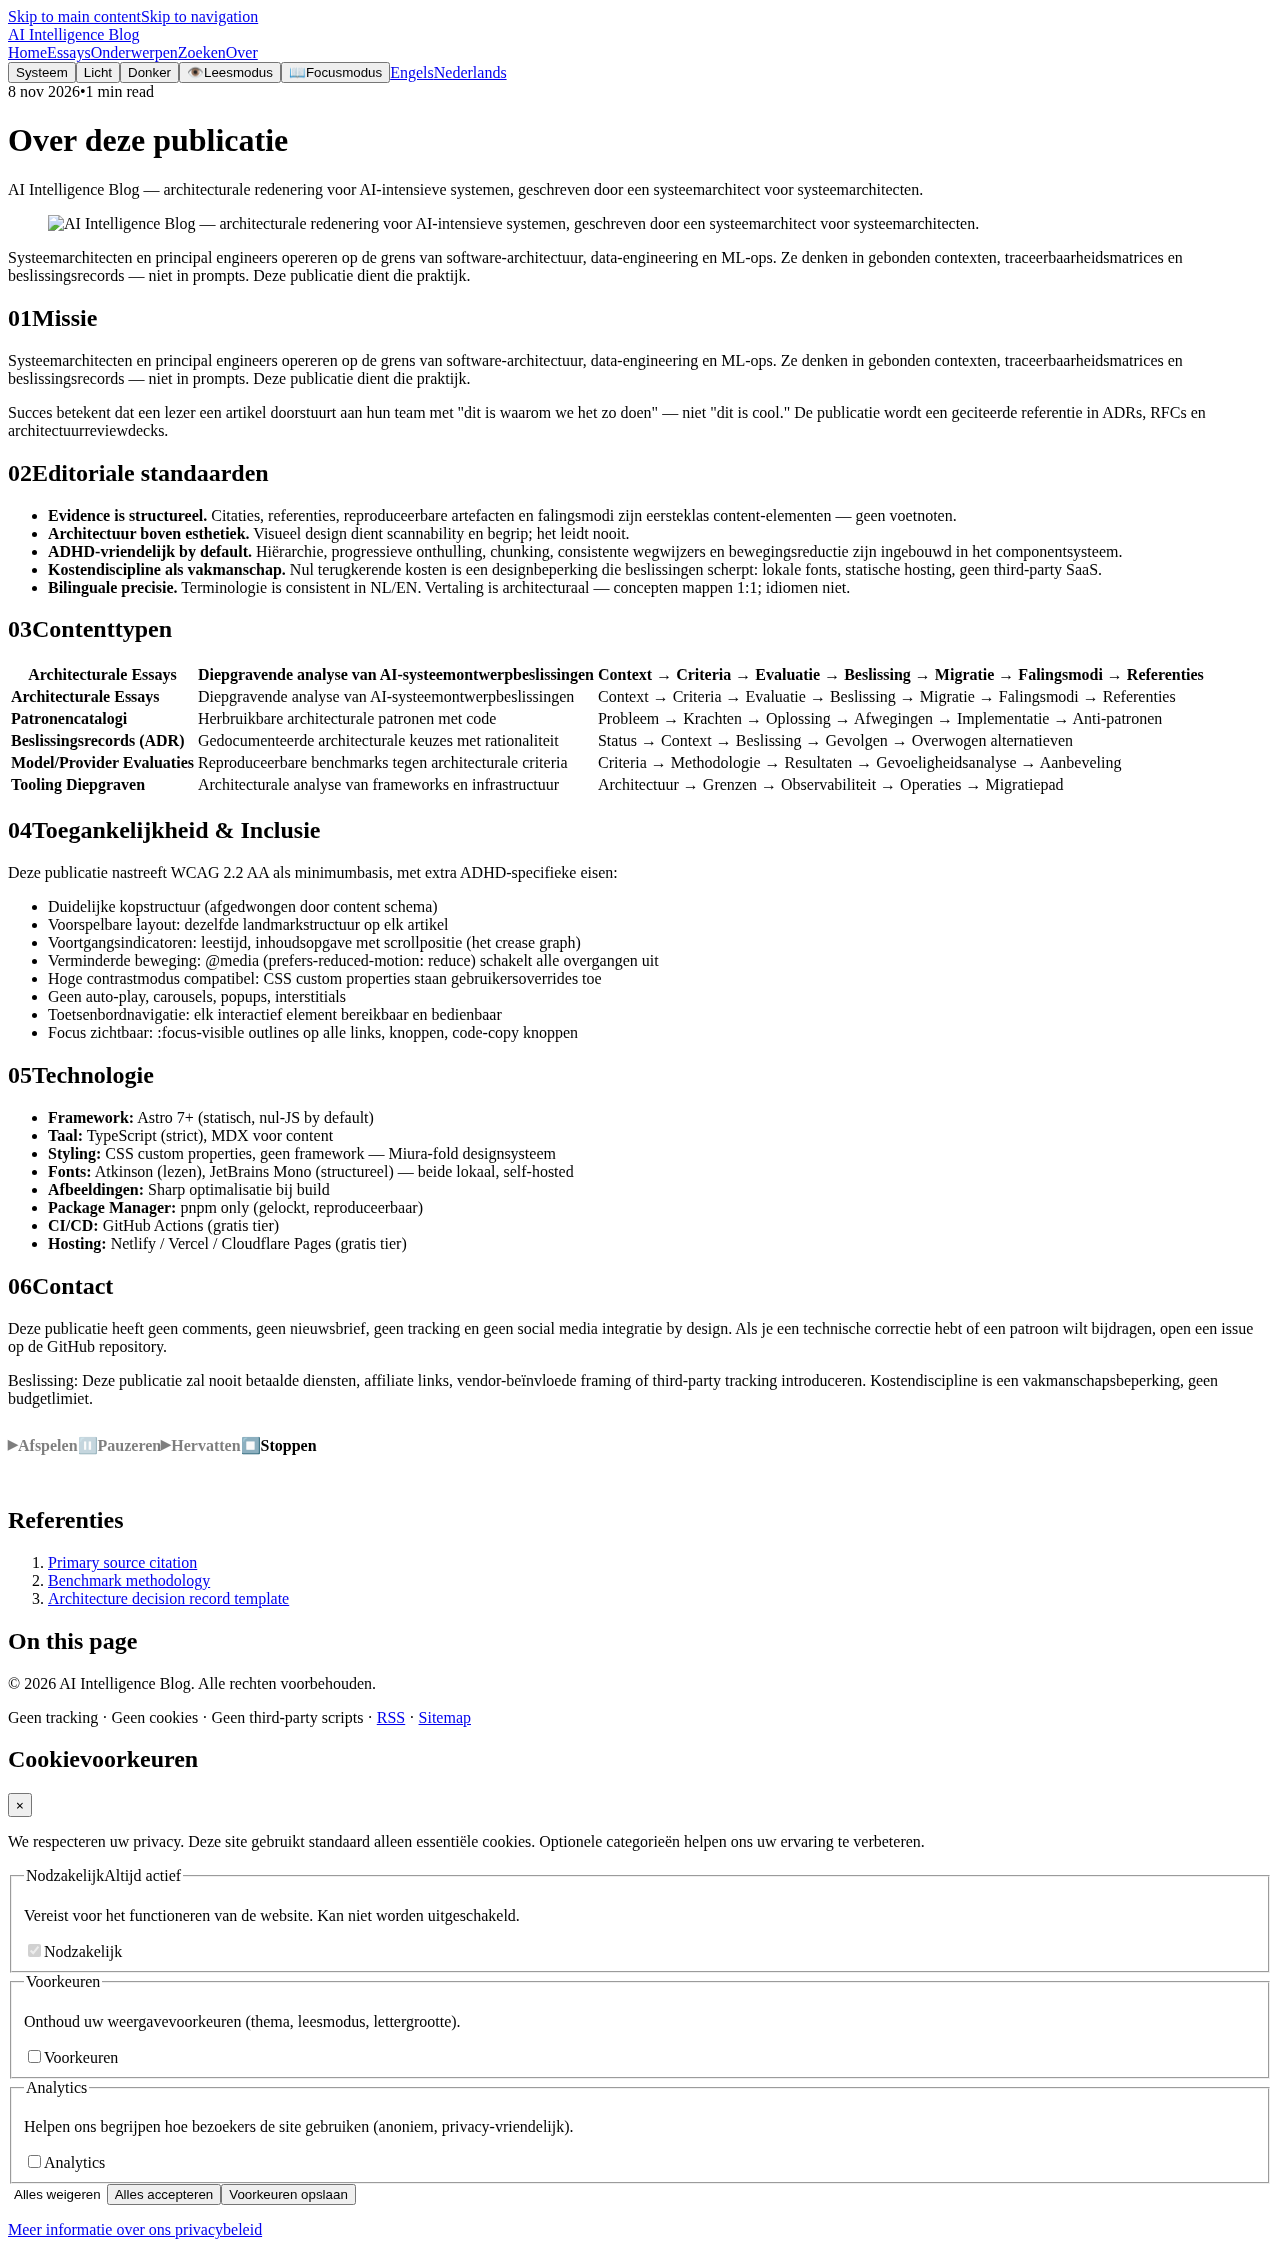 Skip to main contentSkip to navigation
AI Intelligence Blog
HomeEssaysOnderwerpenZoekenOver
Systeem Licht Donker 👁️Leesmodus 📖Focusmodus EngelsNederlands
8 nov 2026•1 min read
Over deze publicatie
AI Intelligence Blog — architecturale redenering voor AI-intensieve systemen, geschreven door een systeemarchitect voor systeemarchitecten.
AI Intelligence Blog — architecturale redenering voor AI-intensieve systemen, geschreven door een systeemarchitect voor systeemarchitecten.
Systeemarchitecten en principal engineers opereren op de grens van software-architectuur, data-engineering en ML-ops. Ze denken in gebonden contexten, traceerbaarheidsmatrices en
beslissingsrecords — niet in prompts. Deze publicatie dient die praktijk.
01Missie
Systeemarchitecten en principal engineers opereren op de grens van software-architectuur, data-engineering en ML-ops. Ze denken in gebonden contexten, traceerbaarheidsmatrices en
beslissingsrecords — niet in prompts. Deze publicatie dient die praktijk.
Succes betekent dat een lezer een artikel doorstuurt aan hun team met "dit is waarom we het zo doen" — niet "dit is cool." De publicatie wordt een geciteerde referentie in ADRs, RFCs en
architectuurreviewdecks.
02Editoriale standaarden
• Evidence is structureel. Citaties, referenties, reproduceerbare artefacten en falingsmodi zijn eersteklas content-elementen — geen voetnoten.
• Architectuur boven esthetiek. Visueel design dient scannability en begrip; het leidt nooit.
• ADHD-vriendelijk by default. Hiërarchie, progressieve onthulling, chunking, consistente wegwijzers en bewegingsreductie zijn ingebouwd in het componentsysteem.
• Kostendiscipline als vakmanschap. Nul terugkerende kosten is een designbeperking die beslissingen scherpt: lokale fonts, statische hosting, geen third-party SaaS.
• Bilinguale precisie. Terminologie is consistent in NL/EN. Vertaling is architecturaal — concepten mappen 1:1; idiomen niet.
03Contenttypen
Architecturale Essays Diepgravende analyse van AI-systeemontwerpbeslissingen Context → Criteria → Evaluatie → Beslissing → Migratie → Falingsmodi → Referenties
Architecturale Essays Diepgravende analyse van AI-systeemontwerpbeslissingen Context → Criteria → Evaluatie → Beslissing → Migratie → Falingsmodi → Referenties
Patronencatalogi Herbruikbare architecturale patronen met code Probleem → Krachten → Oplossing → Afwegingen → Implementatie → Anti-patronen
Beslissingsrecords (ADR) Gedocumenteerde architecturale keuzes met rationaliteit Status → Context → Beslissing → Gevolgen → Overwogen alternatieven
Model/Provider Evaluaties Reproduceerbare benchmarks tegen architecturale criteria Criteria → Methodologie → Resultaten → Gevoeligheidsanalyse → Aanbeveling
Tooling Diepgraven Architecturale analyse van frameworks en infrastructuur Architectuur → Grenzen → Observabiliteit → Operaties → Migratiepad
04Toegankelijkheid & Inclusie
Deze publicatie nastreeft WCAG 2.2 AA als minimumbasis, met extra ADHD-specifieke eisen:
• Duidelijke kopstructuur (afgedwongen door content schema)
• Voorspelbare layout: dezelfde landmarkstructuur op elk artikel
• Voortgangsindicatoren: leestijd, inhoudsopgave met scrollpositie (het crease graph)
• Verminderde beweging: @media (prefers-reduced-motion: reduce) schakelt alle overgangen uit
• Hoge contrastmodus compatibel: CSS custom properties staan gebruikersoverrides toe
• Geen auto-play, carousels, popups, interstitials
• Toetsenbordnavigatie: elk interactief element bereikbaar en bedienbaar
• Focus zichtbaar: :focus-visible outlines op alle links, knoppen, code-copy knoppen
05Technologie
• Framework: Astro 7+ (statisch, nul-JS by default)
• Taal: TypeScript (strict), MDX voor content
• Styling: CSS custom properties, geen framework — Miura-fold designsysteem
• Fonts: Atkinson (lezen), JetBrains Mono (structureel) — beide lokaal, self-hosted
• Afbeeldingen: Sharp optimalisatie bij build
• Package Manager: pnpm only (gelockt, reproduceerbaar)
• CI/CD: GitHub Actions (gratis tier)
• Hosting: Netlify / Vercel / Cloudflare Pages (gratis tier)
06Contact
Deze publicatie heeft geen comments, geen nieuwsbrief, geen tracking en geen social media integratie by design. Als je een technische correctie hebt of een patroon wilt bijdragen, open een issue
op de GitHub repository.
Beslissing: Deze publicatie zal nooit betaalde diensten, affiliate links, vendor-beïnvloede framing of third-party tracking introduceren. Kostendiscipline is een vakmanschapsbeperking, geen
budgetlimiet.
▶Afspelen⏸️Pauzeren▶Hervatten⏹️Stoppen
Referenties
1. Primary source citation
2. Benchmark methodology
3. Architecture decision record template
On this page
© 2026 AI Intelligence Blog. Alle rechten voorbehouden.
Geen tracking · Geen cookies · Geen third-party scripts · RSS · Sitemap
Cookievoorkeuren
×
We respecteren uw privacy. Deze site gebruikt standaard alleen essentiële cookies. Optionele categorieën helpen ons uw ervaring te verbeteren.
NodzakelijkAltijd actief
Vereist voor het functioneren van de website. Kan niet worden uitgeschakeld.
Nodzakelijk
Voorkeuren
Onthoud uw weergavevoorkeuren (thema, leesmodus, lettergrootte).
Voorkeuren
Analytics
Helpen ons begrijpen hoe bezoekers de site gebruiken (anoniem, privacy-vriendelijk).
Analytics
Alles weigeren Alles accepteren Voorkeuren opslaan
Meer informatie over ons privacybeleid